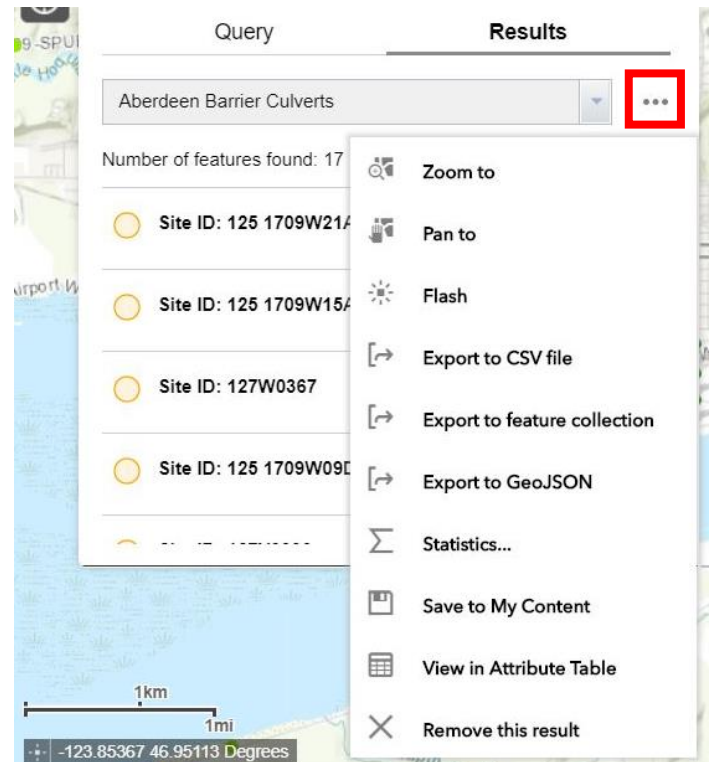 Query
Results
9-SPU
Aberdeen Barrier Culverts
Number of features found: 17
Site ID: 125 1709W21A
Site ID: 125 1709W15A
Site ID: 127W0367
Site ID: 125 1709W09D
Zoom to
Pan to
Flash
Export to CSV file
Export to feature collection
Export to GeoJSON
Statistics...
Save to My Content
View in Attribute Table
Remove this result
1km
1mi
-123.85367 46.95113 Degrees